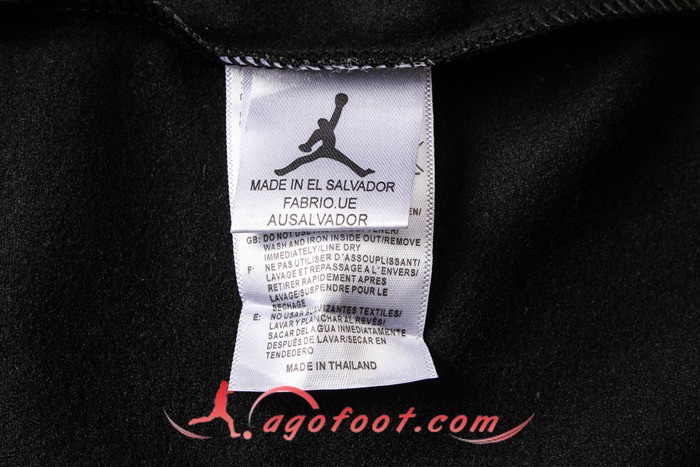 MADE IN EL SALVADOR
FABRIO.UE
AUSALVADOR
EN/
GB: DO NOT USE
WASH AND IRON INSIDE OUT/REMOVE
IMMEDIATELY/LINE DRY
F: NE PAS UTILISER D´ASSOUPLISSANT/
LAVAGE ET REPASSAGE A L´ENVERS/
RETIRER RAPIDEMENT APRES
LAVAGE/SUSPENDRE POUR LE
SECHAGE
E: NO USAR SUAVIZANTES TEXTILES/
LAVAR Y PLANCHAR AL REVÉS/
SACAR DEL AGUA INMEDIATAMENTE
DESPUÉS DE LAVAR/SECAR EN
TENDEDERO
MADE IN THAILAND
agofoot.com